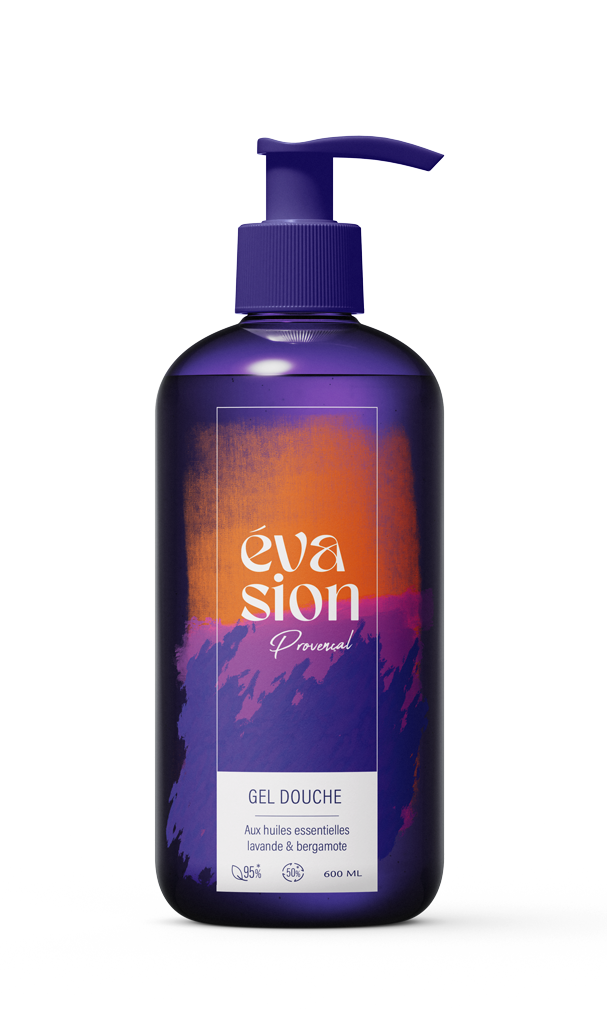 éva
sion
Provençal
GEL DOUCHE
Aux huiles essentielles
lavande & bergamote
95%* 50%* 600 ML